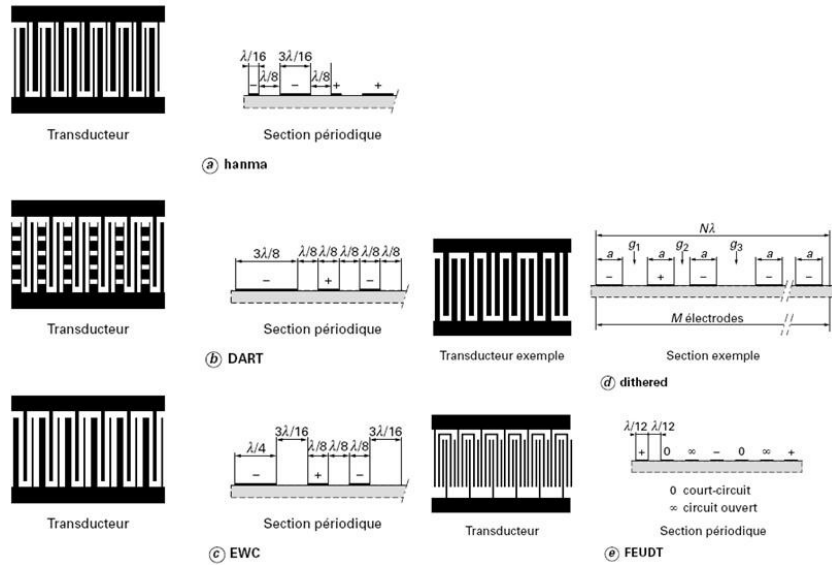 λ/16 3λ/16
λ/8 λ/8
− − + +
Transducteur
Section périodique
a hanma
3λ/8 λ/8 λ/8 λ/8 λ/8 λ/8
− + −
Transducteur
Section périodique
b DART
Nλ
a g1 a g2 a g3 a a
− + − − −
M électrodes
Transducteur exemple
Section exemple
d dithered
λ/4 3λ/16 λ/8 λ/8 λ/8 3λ/16
− + −
Transducteur
Section périodique
c EWC
λ/12 λ/12
+ 0 ∞ − 0 ∞ +
0 court-circuit
∞ circuit ouvert
Transducteur
Section périodique
e FEUDT